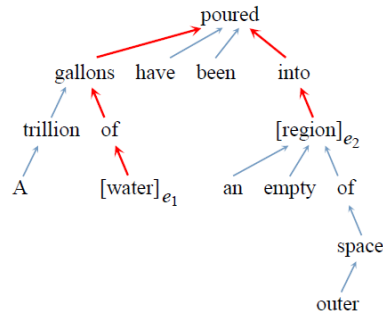 poured
gallons have been into
trillion of [region]e₂
A [water]e₁ an empty of
space
outer